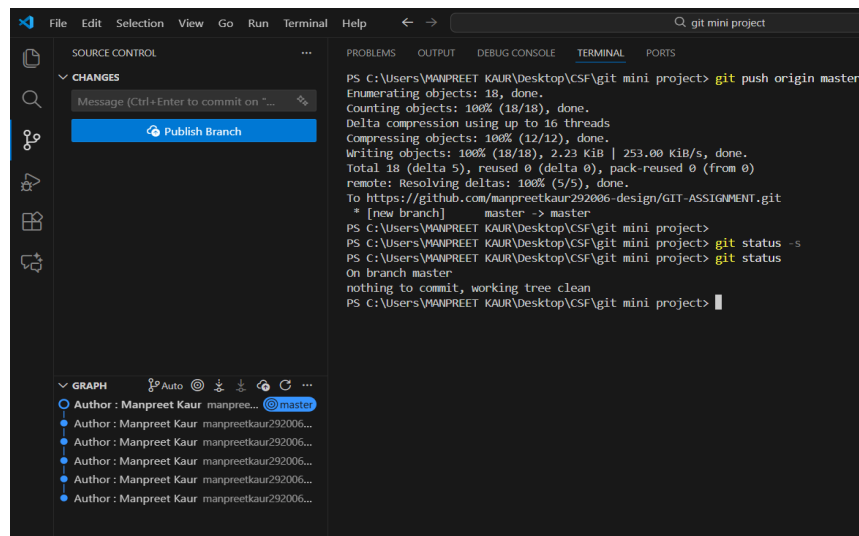 File Edit Selection View Go Run Terminal Help
git mini project
SOURCE CONTROL
CHANGES
Message (Ctrl+Enter to commit on "...
Publish Branch
GRAPH
Auto
Author : Manpreet Kaur manpree... master
Author : Manpreet Kaur manpreetkaur292006...
Author : Manpreet Kaur manpreetkaur292006...
Author : Manpreet Kaur manpreetkaur292006...
Author : Manpreet Kaur manpreetkaur292006...
Author : Manpreet Kaur manpreetkaur292006...
PROBLEMS OUTPUT DEBUG CONSOLE TERMINAL PORTS
PS C:\Users\MANPREET KAUR\Desktop\CSF\git mini project> git push origin master
Enumerating objects: 18, done.
Counting objects: 100% (18/18), done.
Delta compression using up to 16 threads
Compressing objects: 100% (12/12), done.
Writing objects: 100% (18/18), 2.23 KiB | 253.00 KiB/s, done.
Total 18 (delta 5), reused 0 (delta 0), pack-reused 0 (from 0)
remote: Resolving deltas: 100% (5/5), done.
To https://github.com/manpreetkaur292006-design/GIT-ASSIGNMENT.git
* [new branch] master -> master
PS C:\Users\MANPREET KAUR\Desktop\CSF\git mini project>
PS C:\Users\MANPREET KAUR\Desktop\CSF\git mini project> git status -s
PS C:\Users\MANPREET KAUR\Desktop\CSF\git mini project> git status
On branch master
nothing to commit, working tree clean
PS C:\Users\MANPREET KAUR\Desktop\CSF\git mini project>